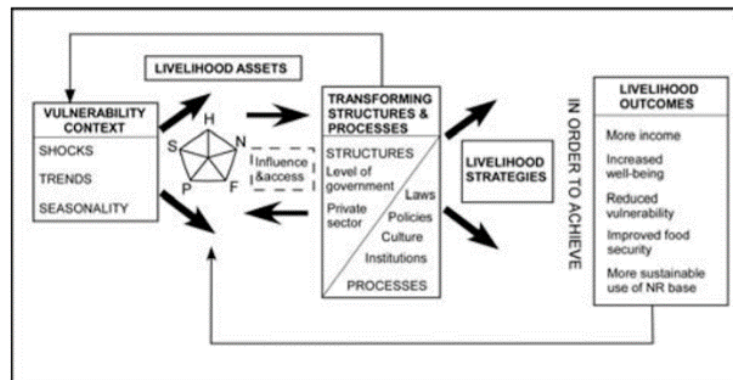 LIVELIHOOD ASSETS
VULNERABILITY
CONTEXT
SHOCKS
TRENDS
SEASONALITY
H
S
N
P
F
Influence
&access
TRANSFORMING
STRUCTURES &
PROCESSES
STRUCTURES
Level of
government
Private
sector
Laws
Policies
Culture
Institutions
PROCESSES
LIVELIHOOD
STRATEGIES
IN ORDER TO ACHIEVE
LIVELIHOOD
OUTCOMES
More income
Increased
well-being
Reduced
vulnerability
Improved food
security
More sustainable
use of NR base